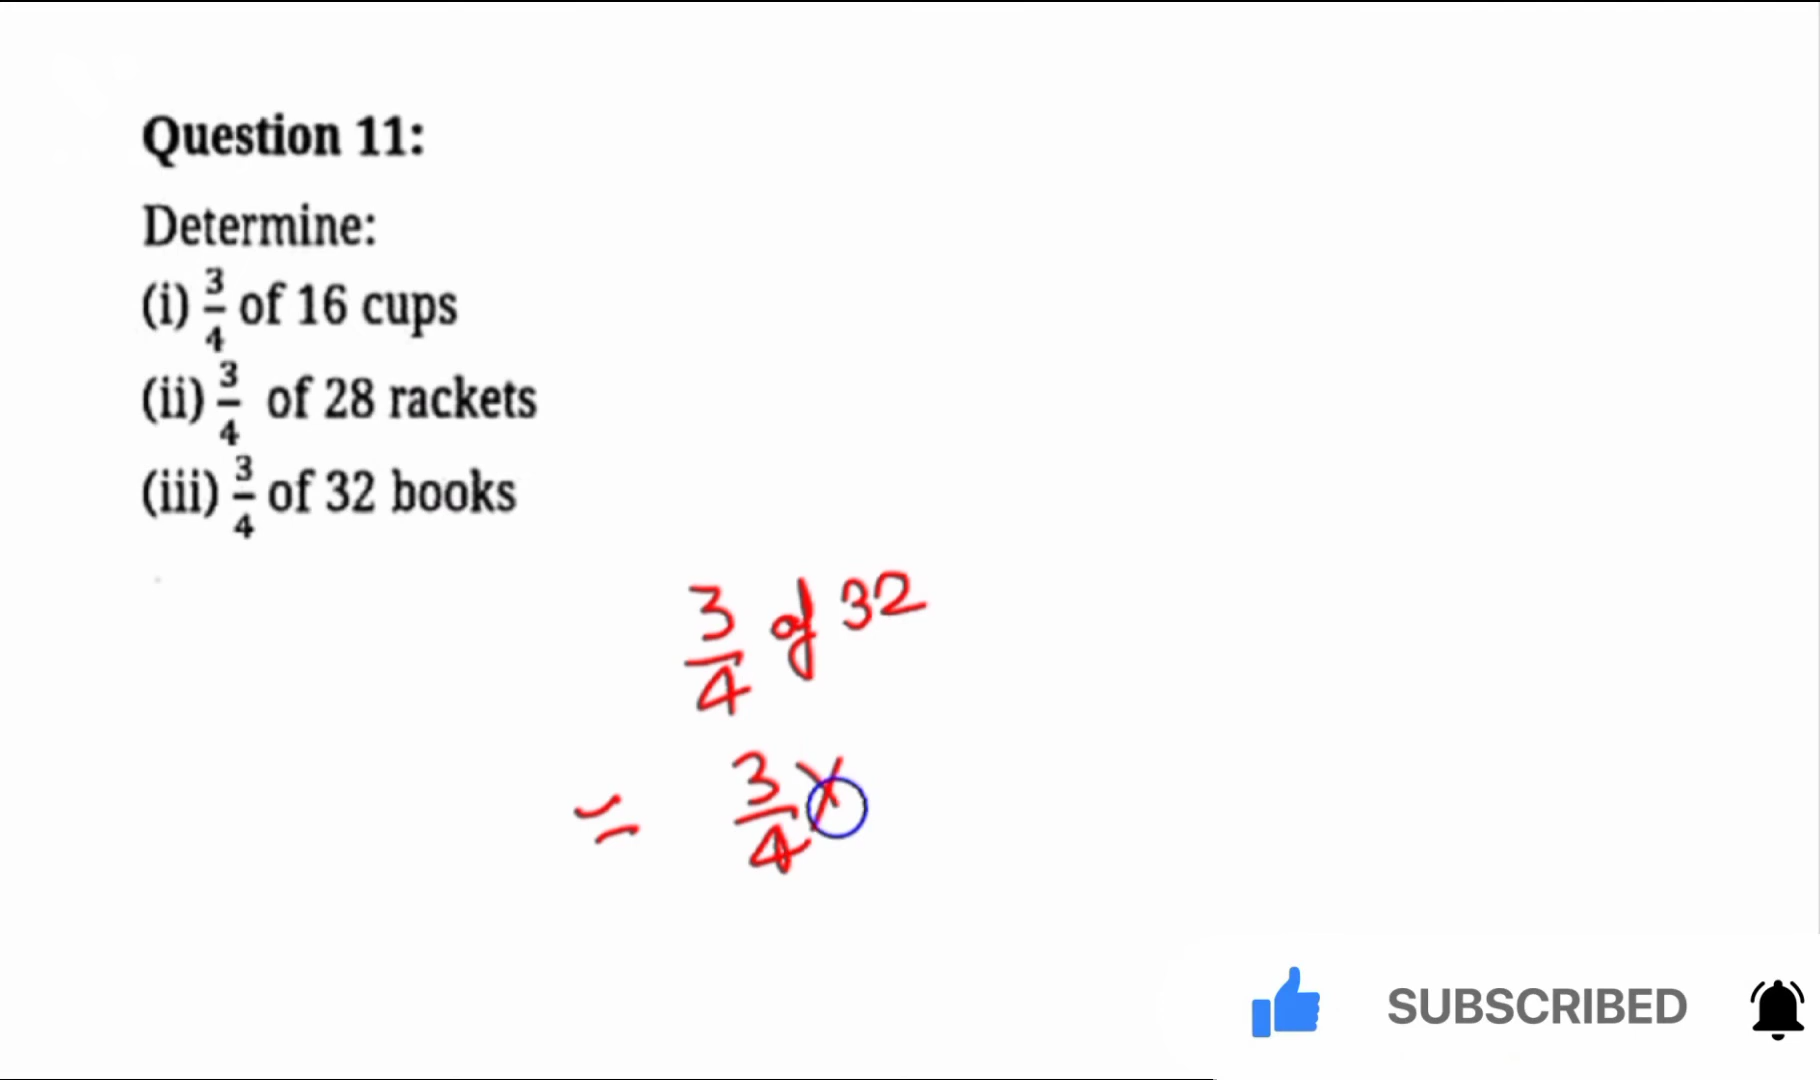 Question 11:
Determine:
(i) 3/4 of 16 cups
(ii) 3/4 of 28 rackets
(iii) 3/4 of 32 books
3/4 of 32
= 3/4 ×
SUBSCRIBED